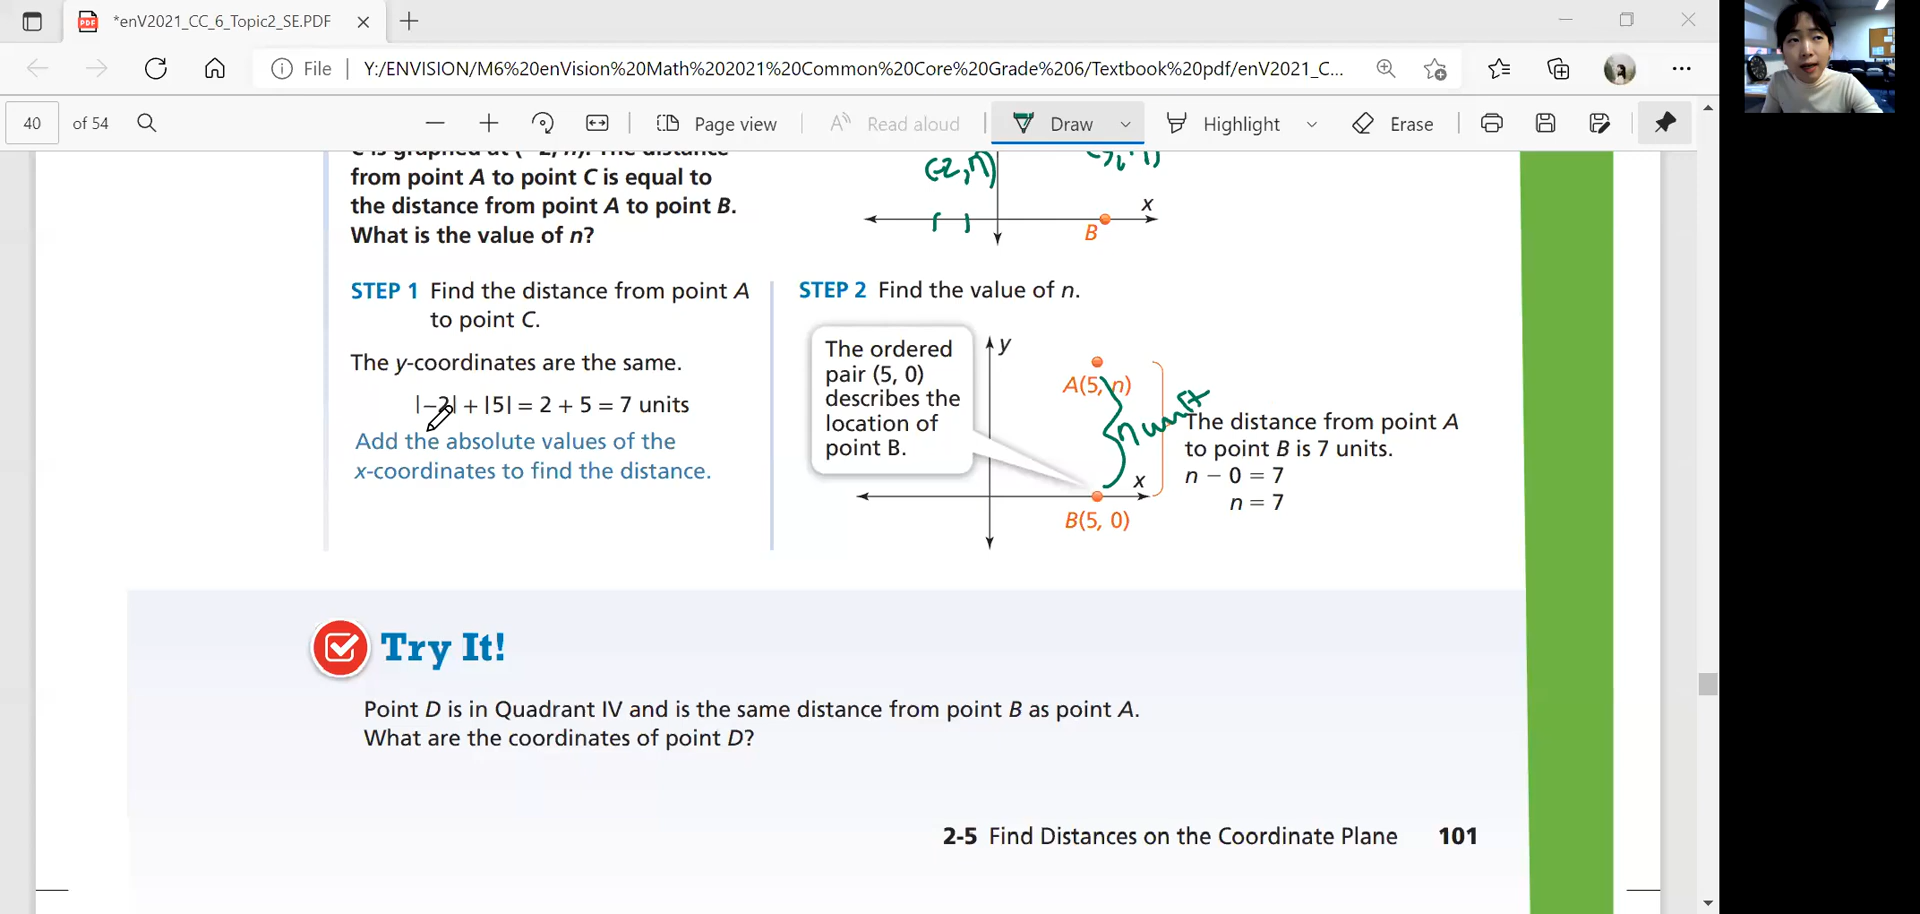 *enV2021_CC_6_Topic2_SE.PDF
File
Y:/ENVISION/M6%20enVision%20Math%202021%20Common%20Core%20Grade%206/Textbook%20pdf/enV2021_C...
40 of 54
Page view
Read aloud
Draw
Highlight
Erase
from point A to point C is equal to
the distance from point A to point B.
What is the value of n?
(-2, n)
x
B
STEP 1 Find the distance from point A
to point C.
The y-coordinates are the same.
|−2| + |5| = 2 + 5 = 7 units
Add the absolute values of the
x-coordinates to find the distance.
STEP 2 Find the value of n.
The ordered
pair (5, 0)
describes the
location of
point B.
y
A(5, n)
n units
x
B(5, 0)
The distance from point A
to point B is 7 units.
n − 0 = 7
n = 7
Try It!
Point D is in Quadrant IV and is the same distance from point B as point A.
What are the coordinates of point D?
2-5 Find Distances on the Coordinate Plane 101